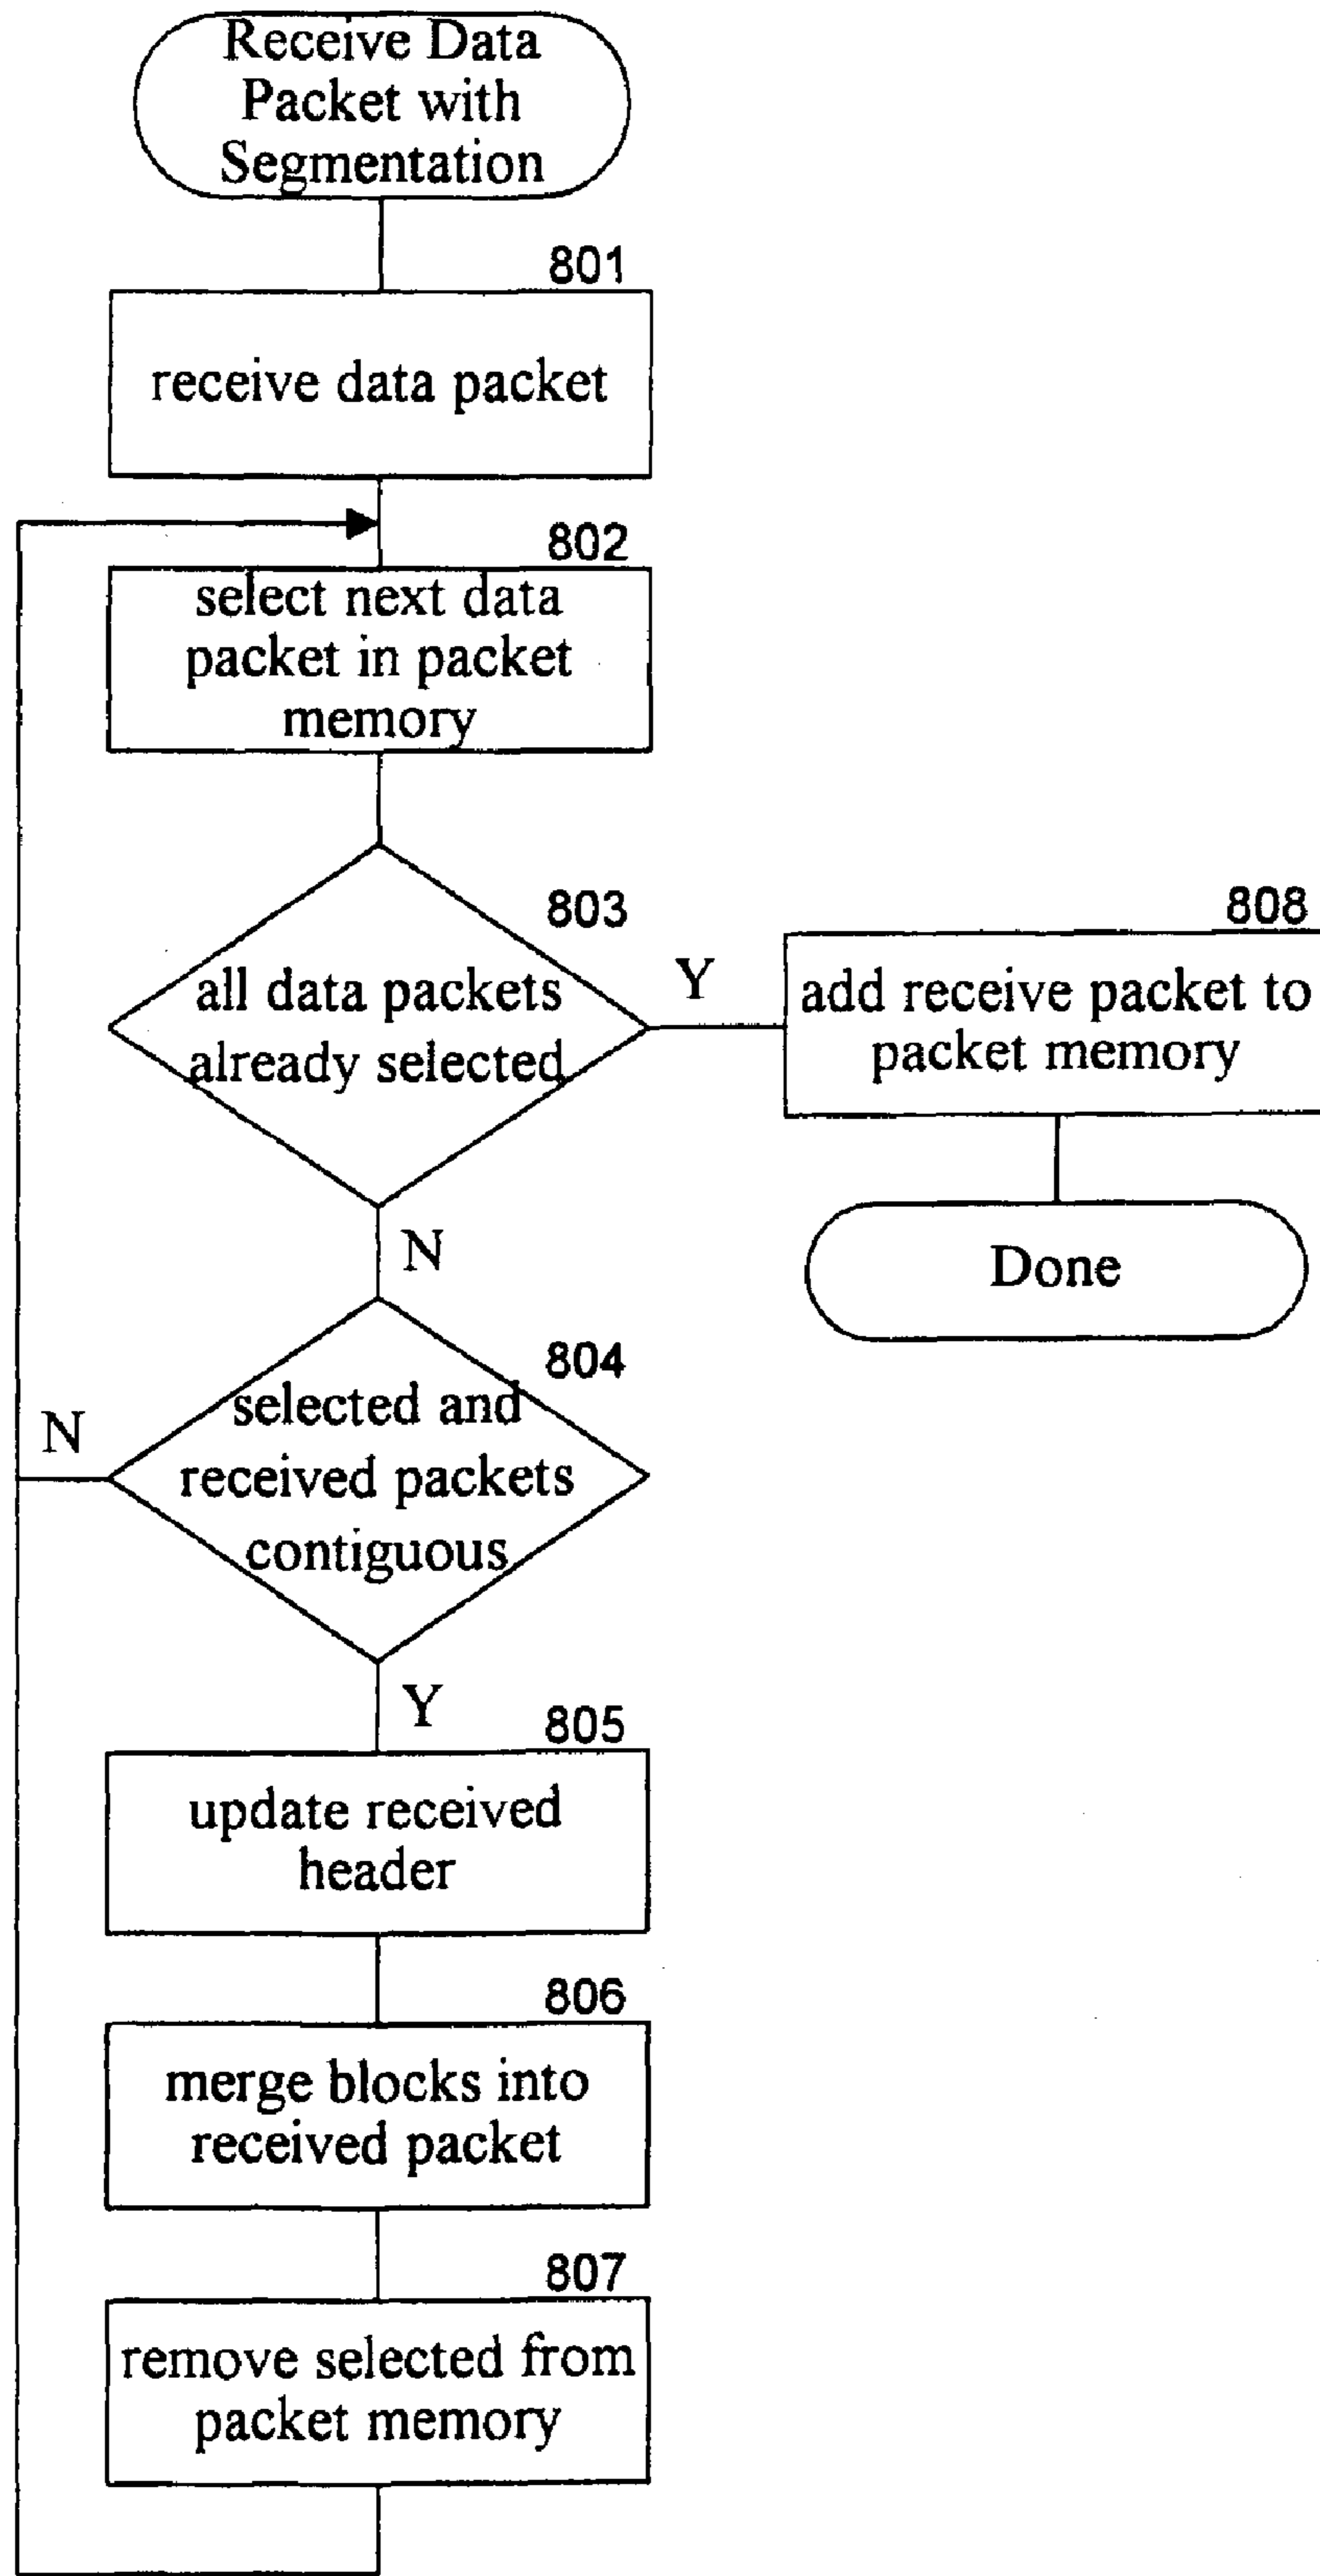 Receive Data
Packet with
Segmentation
801
receive data packet
802
select next data
packet in packet
memory
803
all data packets
already selected
Y
808
add receive packet to
packet memory
N
Done
804
selected and
received packets
contiguous
N
Y
805
update received
header
806
merge blocks into
received packet
807
remove selected from
packet memory